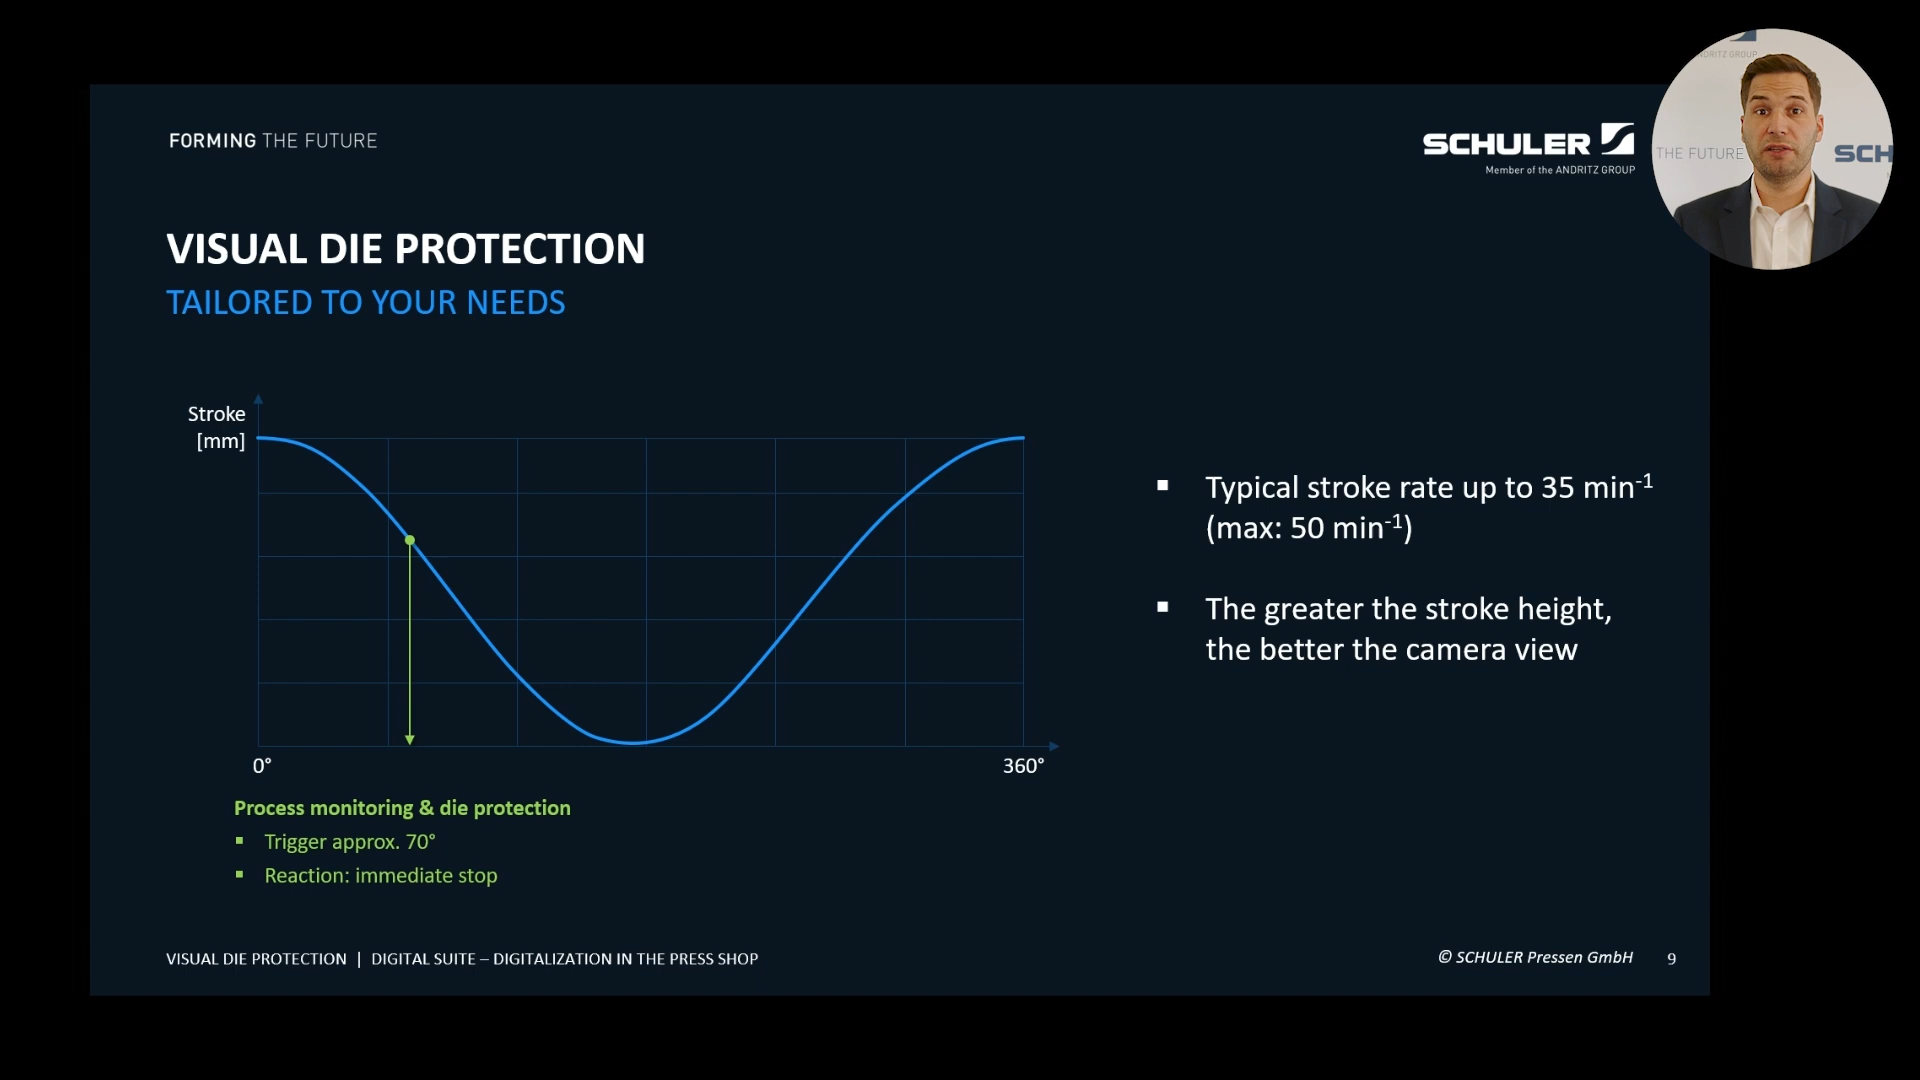 FORMING THE FUTURE
SCHULER
Member of the ANDRITZ GROUP
ANDRITZ GROUP
THE FUTURE
SCH
VISUAL DIE PROTECTION
TAILORED TO YOUR NEEDS
Stroke
[mm]
0°
360°
Process monitoring & die protection
▪ Trigger approx. 70°
▪ Reaction: immediate stop
▪ Typical stroke rate up to 35 min⁻¹
(max: 50 min⁻¹)
▪ The greater the stroke height,
the better the camera view
VISUAL DIE PROTECTION | DIGITAL SUITE – DIGITALIZATION IN THE PRESS SHOP
© SCHULER Pressen GmbH
9